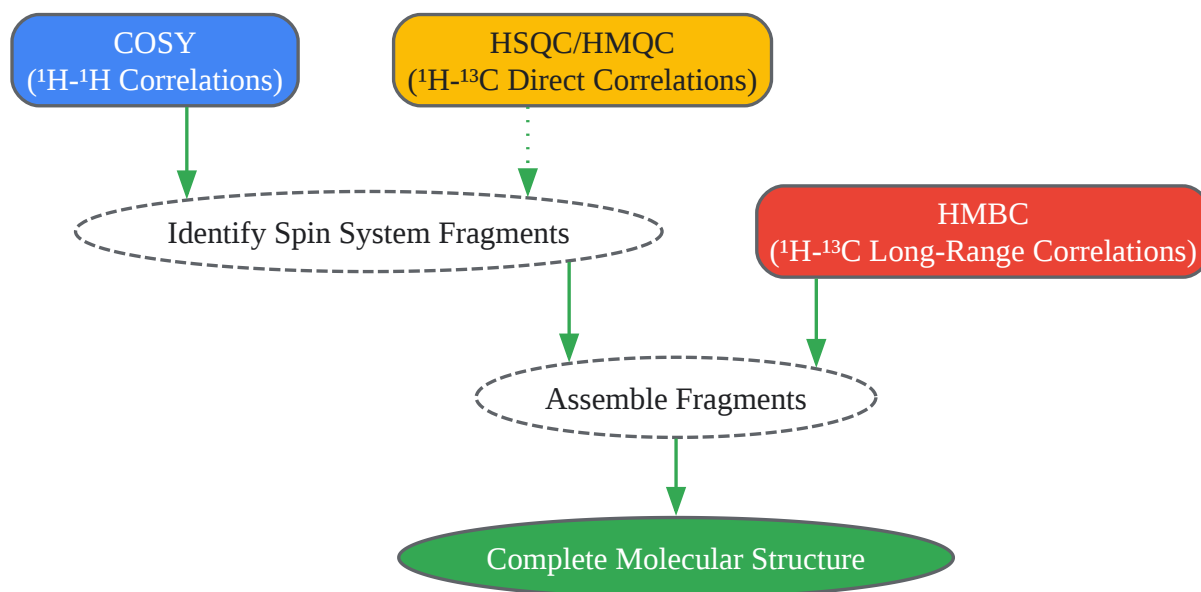 COSY
(¹H-¹H Correlations)
HSQC/HMQC
(¹H-¹³C Direct Correlations)
Identify Spin System Fragments
HMBC
(¹H-¹³C Long-Range Correlations)
Assemble Fragments
Complete Molecular Structure